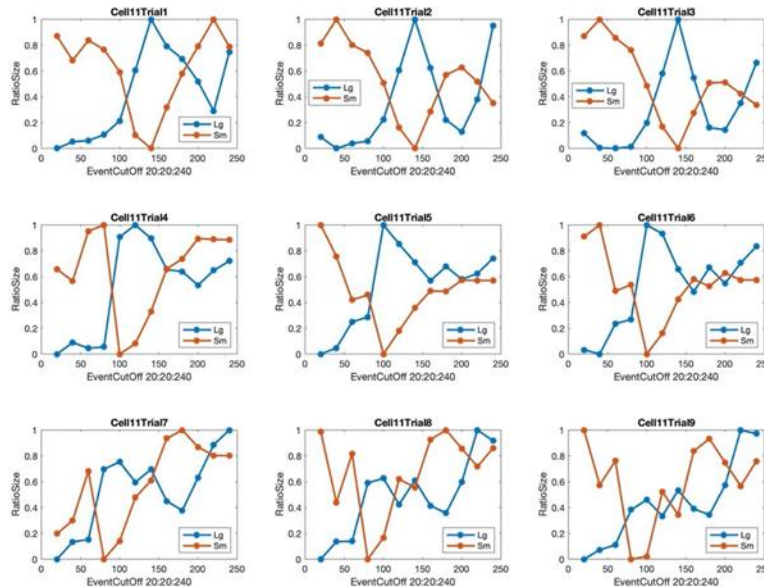 Cell11Trial1
RatioSize
1
0.8
0.6
0.4
0.2
0
0 50 100 150 200 250
EventCutOff 20:20:240
Lg
Sm
Cell11Trial2
RatioSize
1
0.8
0.6
0.4
0.2
0
0 50 100 150 200 250
EventCutOff 20:20:240
Lg
Sm
Cell11Trial3
RatioSize
1
0.8
0.6
0.4
0.2
0
0 50 100 150 200 250
EventCutOff 20:20:240
Lg
Sm
Cell11Trial4
RatioSize
1
0.8
0.6
0.4
0.2
0
0 50 100 150 200 250
EventCutOff 20:20:240
Lg
Sm
Cell11Trial5
RatioSize
1
0.8
0.6
0.4
0.2
0
0 50 100 150 200 250
EventCutOff 20:20:240
Lg
Sm
Cell11Trial6
RatioSize
1
0.8
0.6
0.4
0.2
0
0 50 100 150 200 250
EventCutOff 20:20:240
Lg
Sm
Cell11Trial7
RatioSize
1
0.8
0.6
0.4
0.2
0
0 50 100 150 200 250
EventCutOff 20:20:240
Lg
Sm
Cell11Trial8
RatioSize
1
0.8
0.6
0.4
0.2
0
0 50 100 150 200 250
EventCutOff 20:20:240
Lg
Sm
Cell11Trial9
RatioSize
1
0.8
0.6
0.4
0.2
0
0 50 100 150 200 250
EventCutOff 20:20:240
Lg
Sm